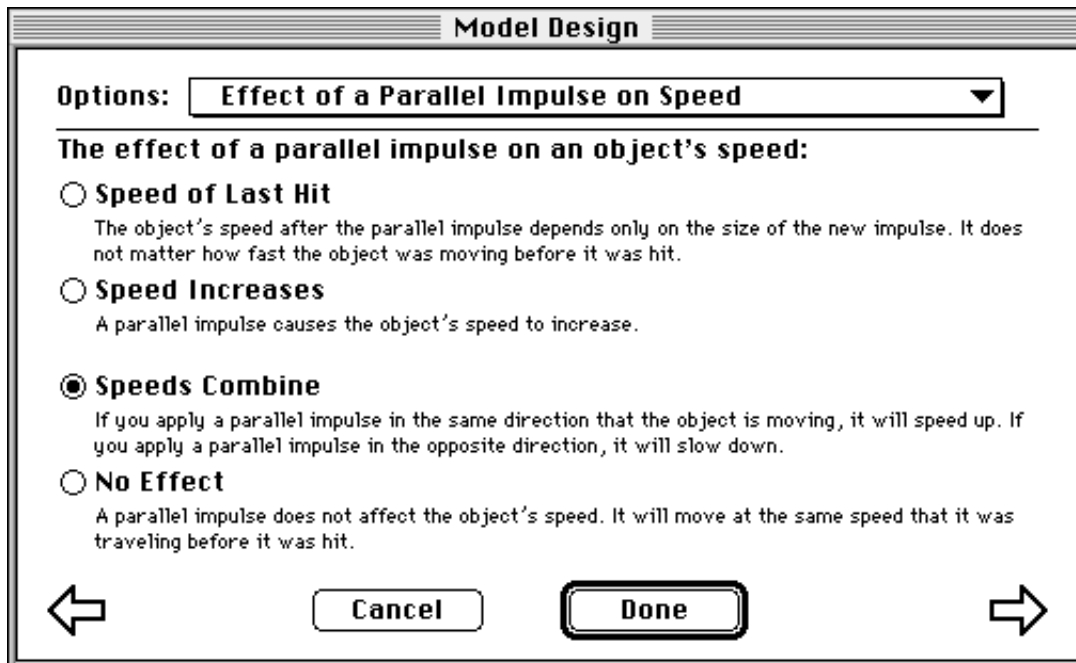 Model Design
Options: Effect of a Parallel Impulse on Speed
The effect of a parallel impulse on an object's speed:
Speed of Last Hit
The object's speed after the parallel impulse depends only on the size of the new impulse. It does
not matter how fast the object was moving before it was hit.
Speed Increases
A parallel impulse causes the object's speed to increase.
Speeds Combine
If you apply a parallel impulse in the same direction that the object is moving, it will speed up. If
you apply a parallel impulse in the opposite direction, it will slow down.
No Effect
A parallel impulse does not affect the object's speed. It will move at the same speed that it was
traveling before it was hit.
Cancel Done